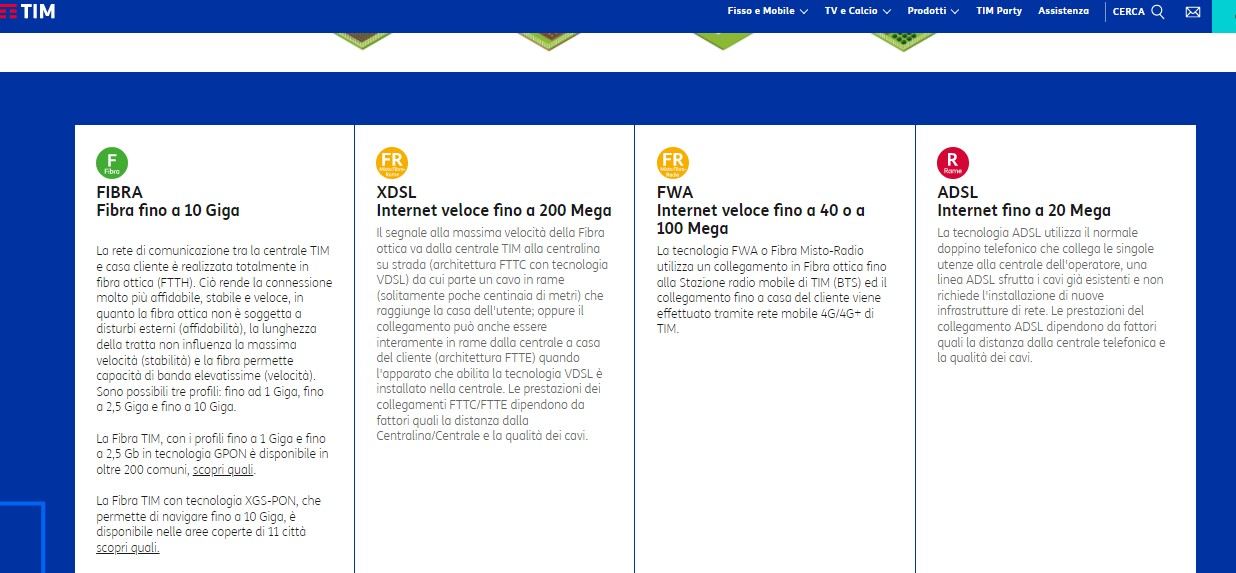 TIM
Fisso e Mobile
TV e Calcio
Prodotti
TIM Party
Assistenza
CERCA
F
Fibra
FIBRA
Fibra fino a 10 Giga
La rete di comunicazione tra la centrale TIM
e casa cliente è realizzata totalmente in
fibra ottica (FTTH). Ciò rende la connessione
molto più affidabile, stabile e veloce, in
quanto la fibra ottica non è soggetta a
disturbi esterni (affidabilità), la lunghezza
della tratta non influenza la massima
velocità (stabilità) e la fibra permette
capacità di banda elevatissime (velocità).
Sono possibili tre profili: fino ad 1 Giga, fino
a 2,5 Giga e fino a 10 Giga.
La Fibra TIM, con i profili fino a 1 Giga e fino
a 2,5 Gb in tecnologia GPON è disponibile in
oltre 200 comuni, scopri quali.
La Fibra TIM con tecnologia XGS-PON, che
permette di navigare fino a 10 Giga, è
disponibile nelle aree coperte di 11 città
scopri quali.
FR
Misto Fibra-
Rame
XDSL
Internet veloce fino a 200 Mega
Il segnale alla massima velocità della Fibra
ottica va dalla centrale TIM alla centralina
su strada (architettura FTTC con tecnologia
VDSL) da cui parte un cavo in rame
(solitamente poche centinaia di metri) che
raggiunge la casa dell'utente; oppure il
collegamento può anche essere
interamente in rame dalla centrale a casa
del cliente (architettura FTTE) quando
l'apparato che abilita la tecnologia VDSL è
installato nella centrale. Le prestazioni dei
collegamenti FTTC/FTTE dipendono da
fattori quali la distanza dalla
Centralina/Centrale e la qualità dei cavi.
FR
Misto Fibra-
Radio
FWA
Internet veloce fino a 40 o a
100 Mega
La tecnologia FWA o Fibra Misto-Radio
utilizza un collegamento in Fibra ottica fino
alla Stazione radio mobile di TIM (BTS) ed il
collegamento fino a casa del cliente viene
effettuato tramite rete mobile 4G/4G+ di
TIM.
R
Rame
ADSL
Internet fino a 20 Mega
La tecnologia ADSL utilizza il normale
doppino telefonico che collega le singole
utenze alla centrale dell'operatore, una
linea ADSL sfrutta i cavi già esistenti e non
richiede l'installazione di nuove
infrastrutture di rete. Le prestazioni del
collegamento ADSL dipendono da fattori
quali la distanza dalla centrale telefonica e
la qualità dei cavi.